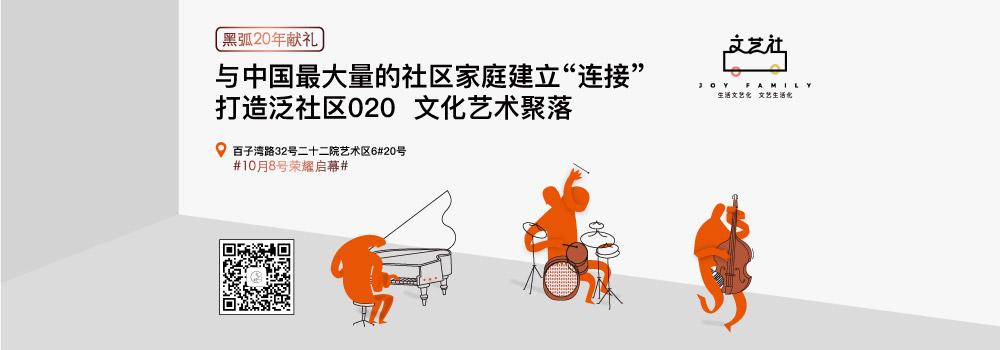 黑弧20年献礼
与中国最大量的社区家庭建立“连接”
打造泛社区020 文化艺术聚落
百子湾路32号二十二院艺术区6#20号
#10月8号荣耀启幕#
文艺社
JOY FAMILY
生活文艺化 文艺生活化